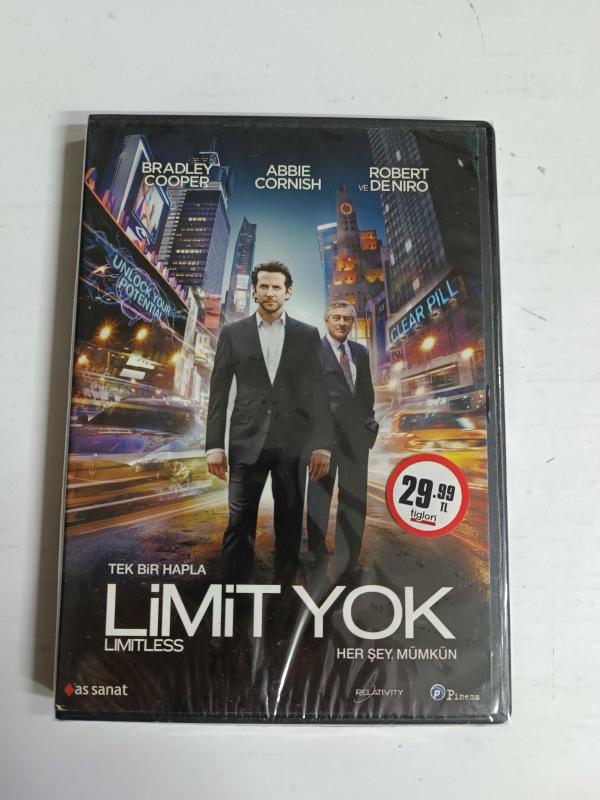 BRADLEY
COOPER
ABBIE
CORNISH
ROBERT
VE DE NIRO
UNLOCK YOUR
POTENTIAL
CLEAR PILL
29.99
TL
tiglon
TEK BİR HAPLA
LİMİT YOK
LIMITLESS
HER ŞEY MÜMKÜN
as sanat
RELATIVITY
P Pinema